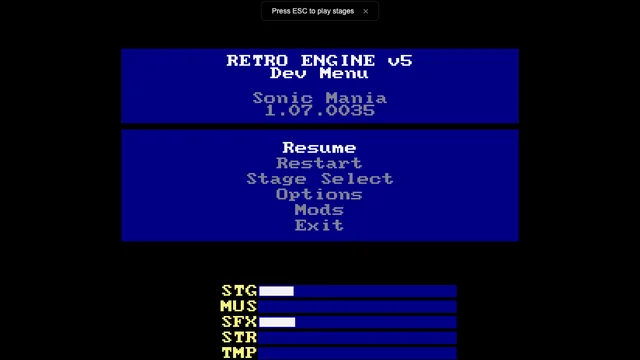 Press ESC to play stages ×
RETRO ENGINE v5
Dev Menu
Sonic Mania
1.07.0035
Resume
Restart
Stage Select
Options
Mods
Exit
STG
MUS
SFX
STR
TMP